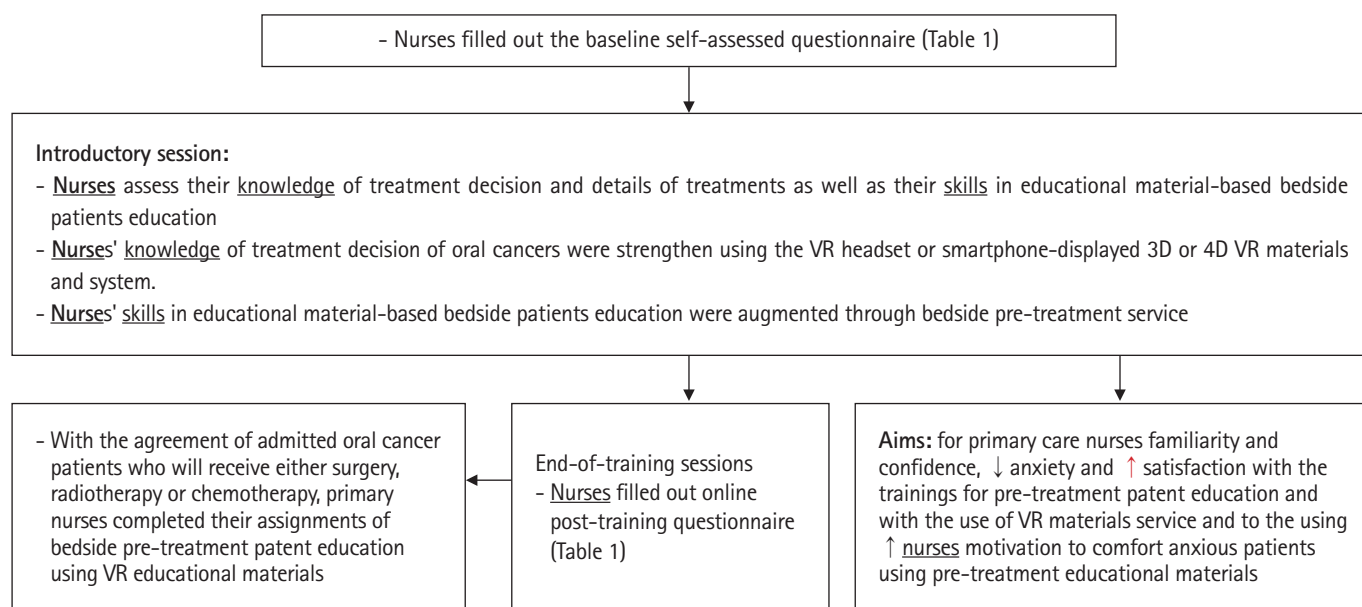 - Nurses filled out the baseline self-assessed questionnaire (Table 1)
Introductory session:
- Nurses assess their knowledge of treatment decision and details of treatments as well as their skills in educational material-based bedside
patients education
- Nurses' knowledge of treatment decision of oral cancers were strengthen using the VR headset or smartphone-displayed 3D or 4D VR materials
and system.
- Nurses' skills in educational material-based bedside patients education were augmented through bedside pre-treatment service
- With the agreement of admitted oral cancer
patients who will receive either surgery,
radiotherapy or chemotherapy, primary
nurses completed their assignments of
bedside pre-treatment patent education
using VR educational materials
End-of-training sessions
- Nurses filled out online
post-training questionnaire
(Table 1)
Aims: for primary care nurses familiarity and
confidence, ↓ anxiety and ↑ satisfaction with the
trainings for pre-treatment patent education and
with the use of VR materials service and to the using
↑ nurses motivation to comfort anxious patients
using pre-treatment educational materials